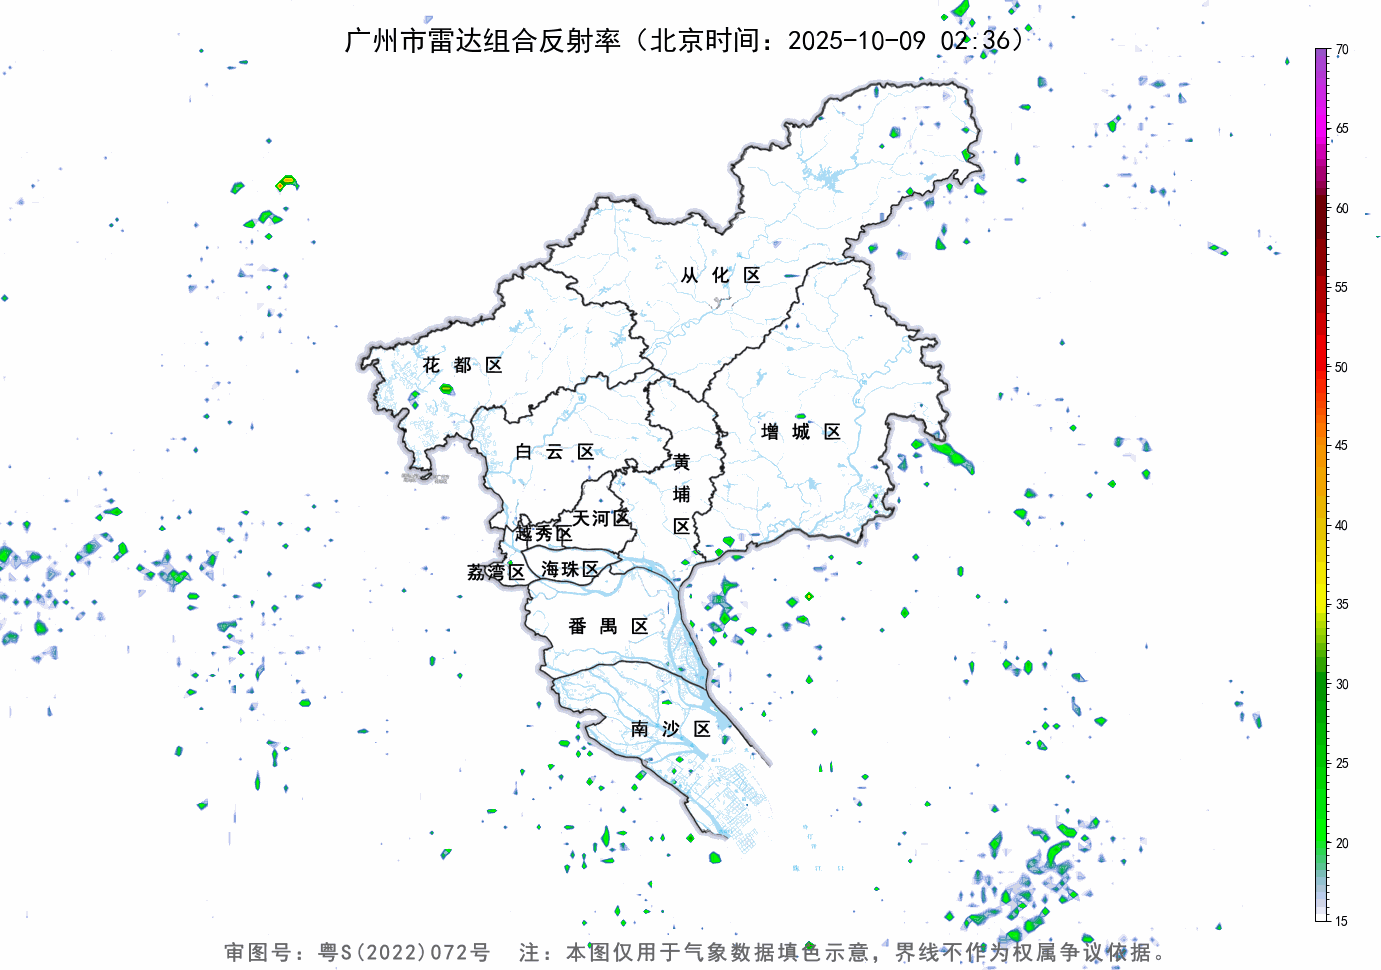 广州市雷达组合反射率（北京时间：2025-10-09 02:36）
70
65
60
55
50
45
40
35
30
25
20
15
从化区
花都区
增城区
白云区
黄埔区
天河区
越秀区
海珠区
荔湾区
番禺区
南沙区
审图号：粤S(2022)072号 注：本图仅用于气象数据填色示意，界线不作为权属争议依据。